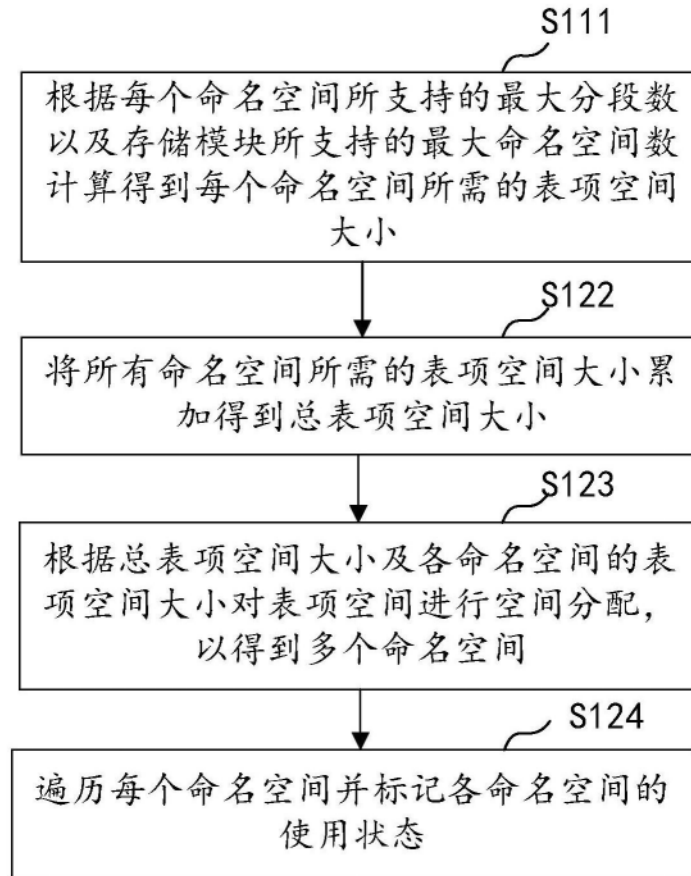 S111
根据每个命名空间所支持的最大分段数
以及存储模块所支持的最大命名空间数
计算得到每个命名空间所需的表项空间
大小
S122
将所有命名空间所需的表项空间大小累
加得到总表项空间大小
S123
根据总表项空间大小及各命名空间的表
项空间大小对表项空间进行空间分配，
以得到多个命名空间
S124
遍历每个命名空间并标记各命名空间的
使用状态